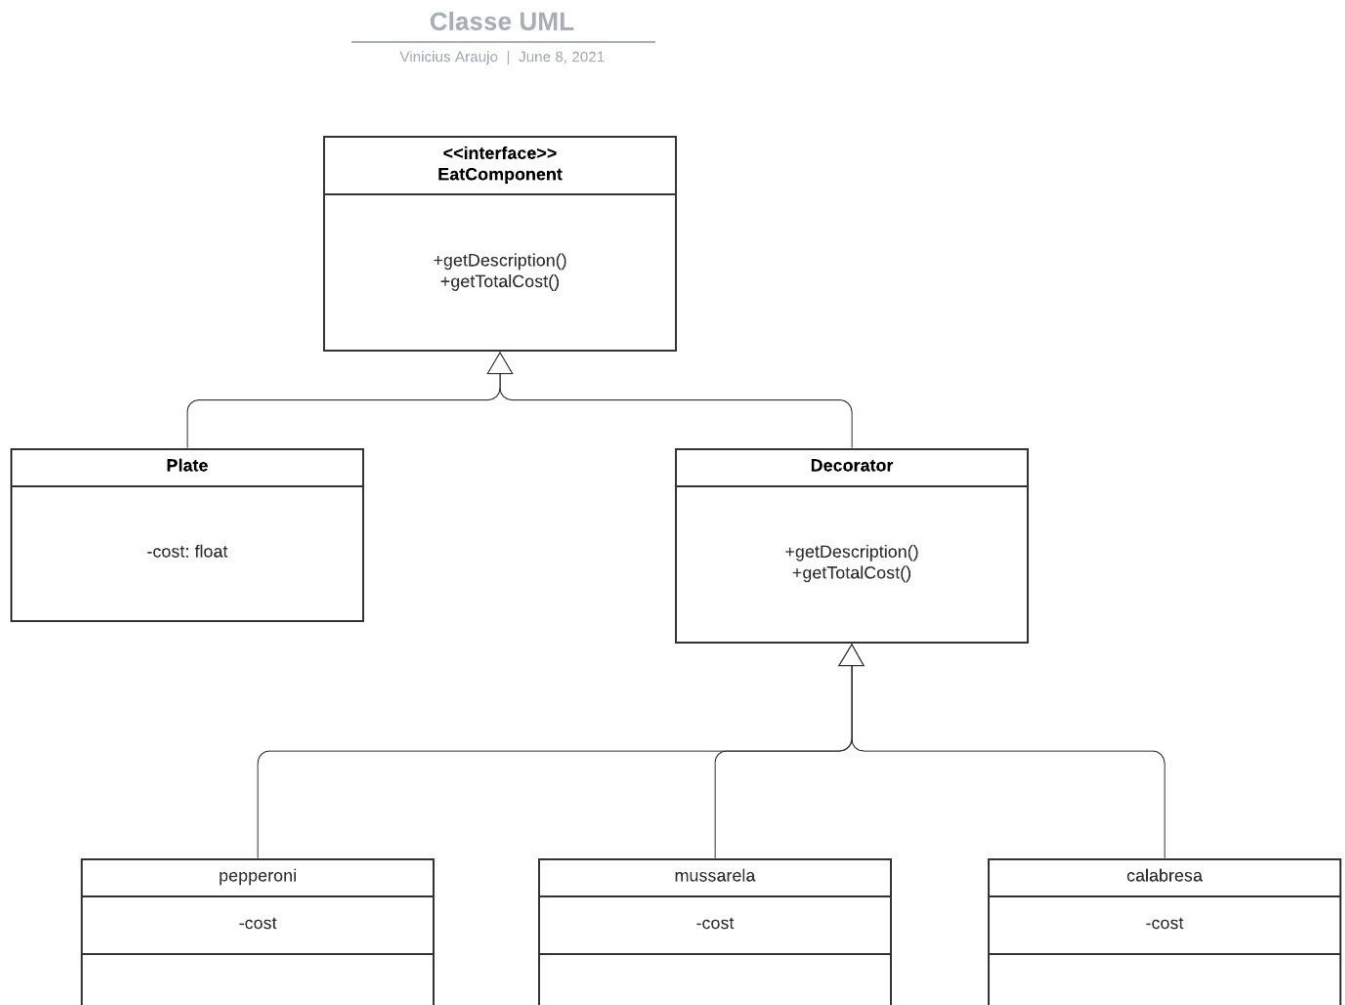 Classe UML
Vinicius Araujo | June 8, 2021
<<interface>>
EatComponent
+getDescription()
+getTotalCost()
Plate
-cost: float
Decorator
+getDescription()
+getTotalCost()
pepperoni
-cost
mussarela
-cost
calabresa
-cost